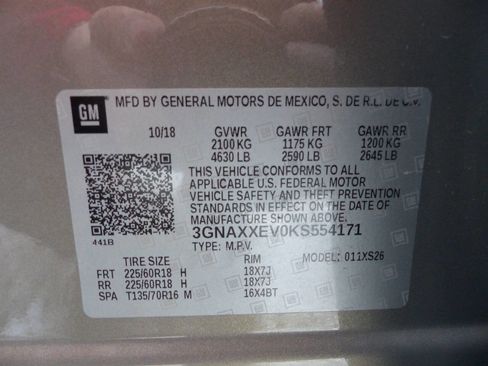 GM
MFD BY GENERAL MOTORS DE MEXICO, S. DE R.L. DE C.V.
10/18 GVWR GAWR FRT GAWR RR
2100 KG 1175 KG 1200 KG
4630 LB 2590 LB 2645 LB
THIS VEHICLE CONFORMS TO ALL
APPLICABLE U.S. FEDERAL MOTOR
VEHICLE SAFETY AND THEFT PREVENTION
STANDARDS IN EFFECT ON THE DATE OF
MANUFACTURE SHOWN ABOVE.
3GNAXXEV0KS554171
441B
TYPE: M.P.V. MODEL: 011XS26
TIRE SIZE RIM
FRT 225/60R18 H 18X7J
RR 225/60R18 H 18X7J
SPA T135/70R16 M 16X4BT